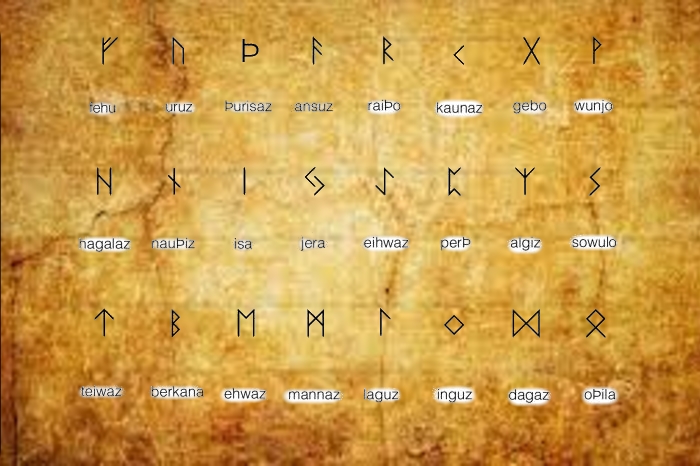 ᚠ ᚢ ᚦ ᚨ ᚱ ᚲ ᚷ ᚹ
fehu uruz Þurisaz ansuz raiÞo kaunaz gebo wunjo
ᚺ ᚾ ᛁ ᛃ ᛇ ᛈ ᛉ ᛊ
hagalaz nauÞiz isa jera eihwaz perÞ algiz sowulo
ᛏ ᛒ ᛖ ᛗ ᛚ ᛜ ᛞ ᛟ
teiwaz berkana ehwaz mannaz laguz inguz dagaz oÞila